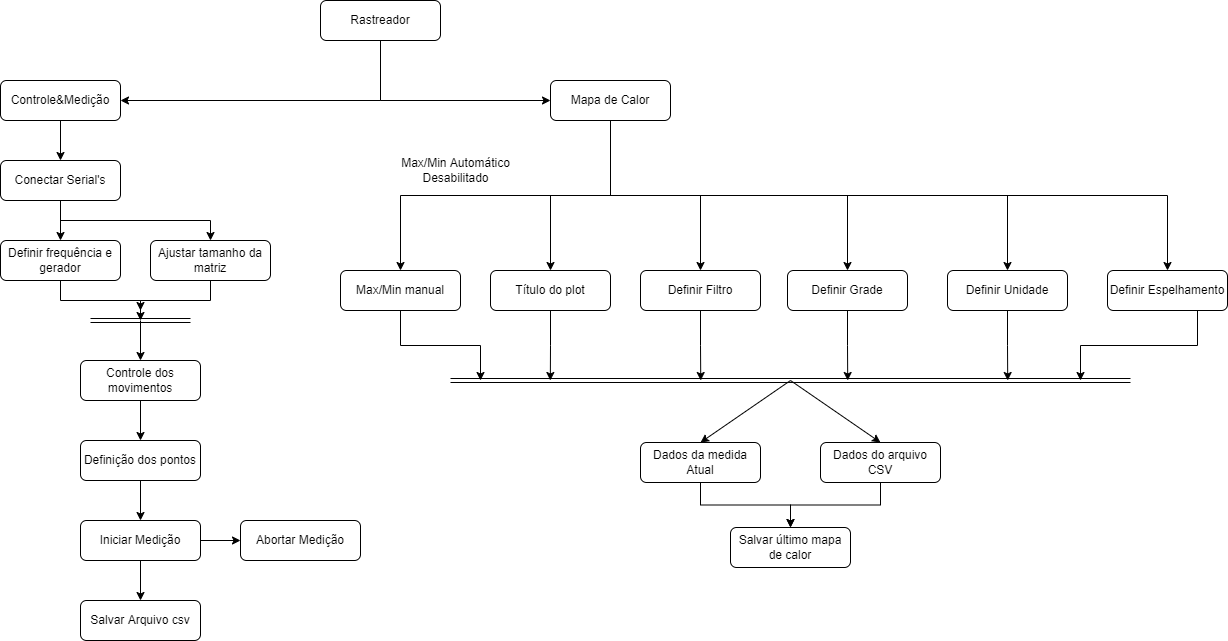 Rastreador
Controle&Medição
Mapa de Calor
Max/Min Automático
Desabilitado
Conectar Serial's
Definir frequência e
gerador
Ajustar tamanho da
matriz
Max/Min manual
Título do plot
Definir Filtro
Definir Grade
Definir Unidade
Definir Espelhamento
Controle dos
movimentos
Definição dos pontos
Dados da medida
Atual
Dados do arquivo
CSV
Iniciar Medição
Abortar Medição
Salvar último mapa
de calor
Salvar Arquivo csv